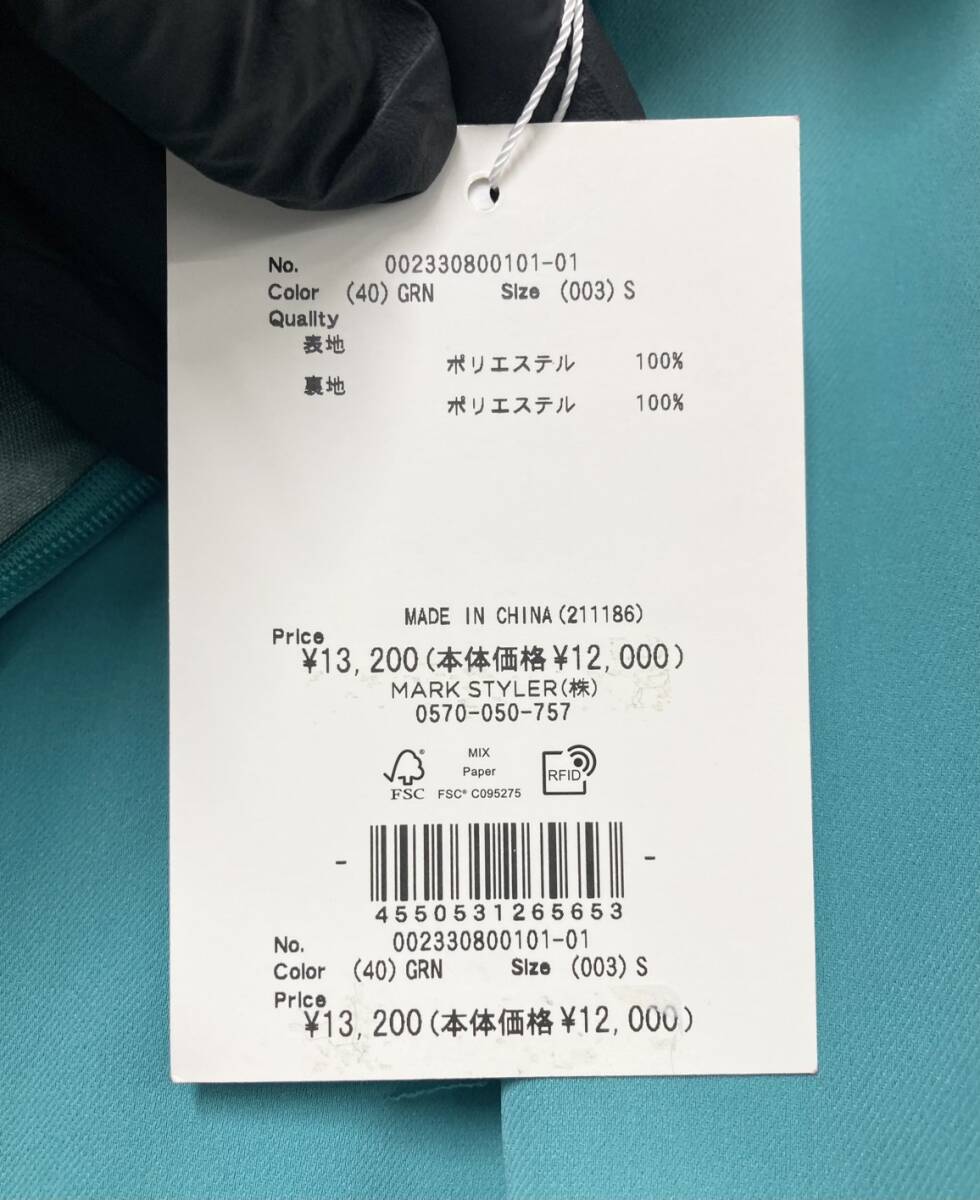 No. 002330800101-01
Color (40) GRN Size (003) S
Quality
表地
ポリエステル 100%
裏地
ポリエステル 100%
MADE IN CHINA (211186)
Price
¥13,200(本体価格¥12,000)
MARK STYLER(株)
0570-050-757
FSC® MIX Paper FSC® C095275 RFID
4550531265653
No. 002330800101-01
Color (40) GRN Size (003) S
Price
¥13,200(本体価格¥12,000)